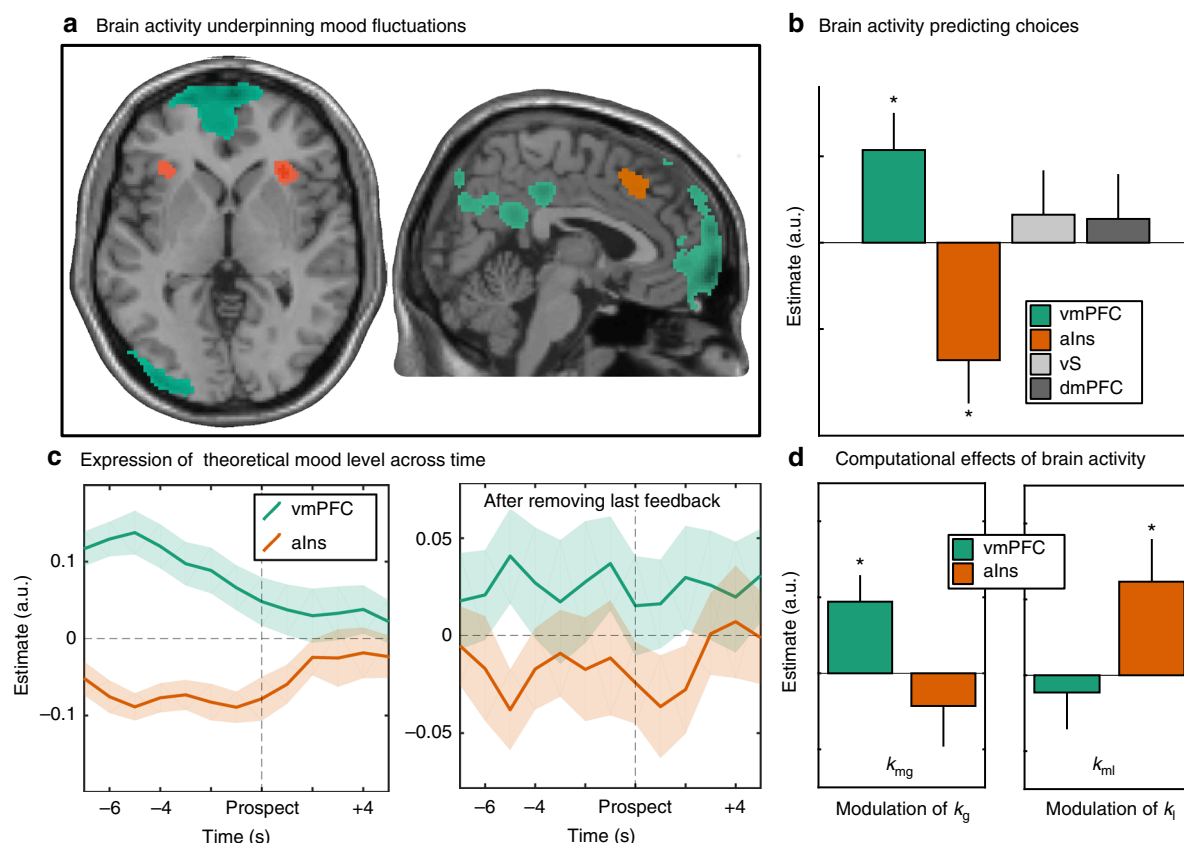 a Brain activity underpinning mood fluctuations
b Brain activity predicting choices
*
*
Estimate (a.u.)
vmPFC
aIns
vS
dmPFC
c Expression of theoretical mood level across time
vmPFC
aIns
0.1
0
−0.1
Estimate (a.u.)
−6 −4 Prospect +4
Time (s)
After removing last feedback
0.05
0
−0.05
−6 −4 Prospect +4
Time (s)
d Computational effects of brain activity
vmPFC
aIns
*
*
Estimate (a.u.)
kmg
kml
Modulation of kg
Modulation of kl